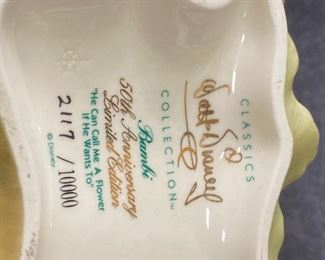 CLASSICS
Walt Disney
COLLECTION™
Bambi
50th Anniversary
Limited Edition
"He Can Call Me A Flower
If He Wants To"
2117 / 10000
© Disney